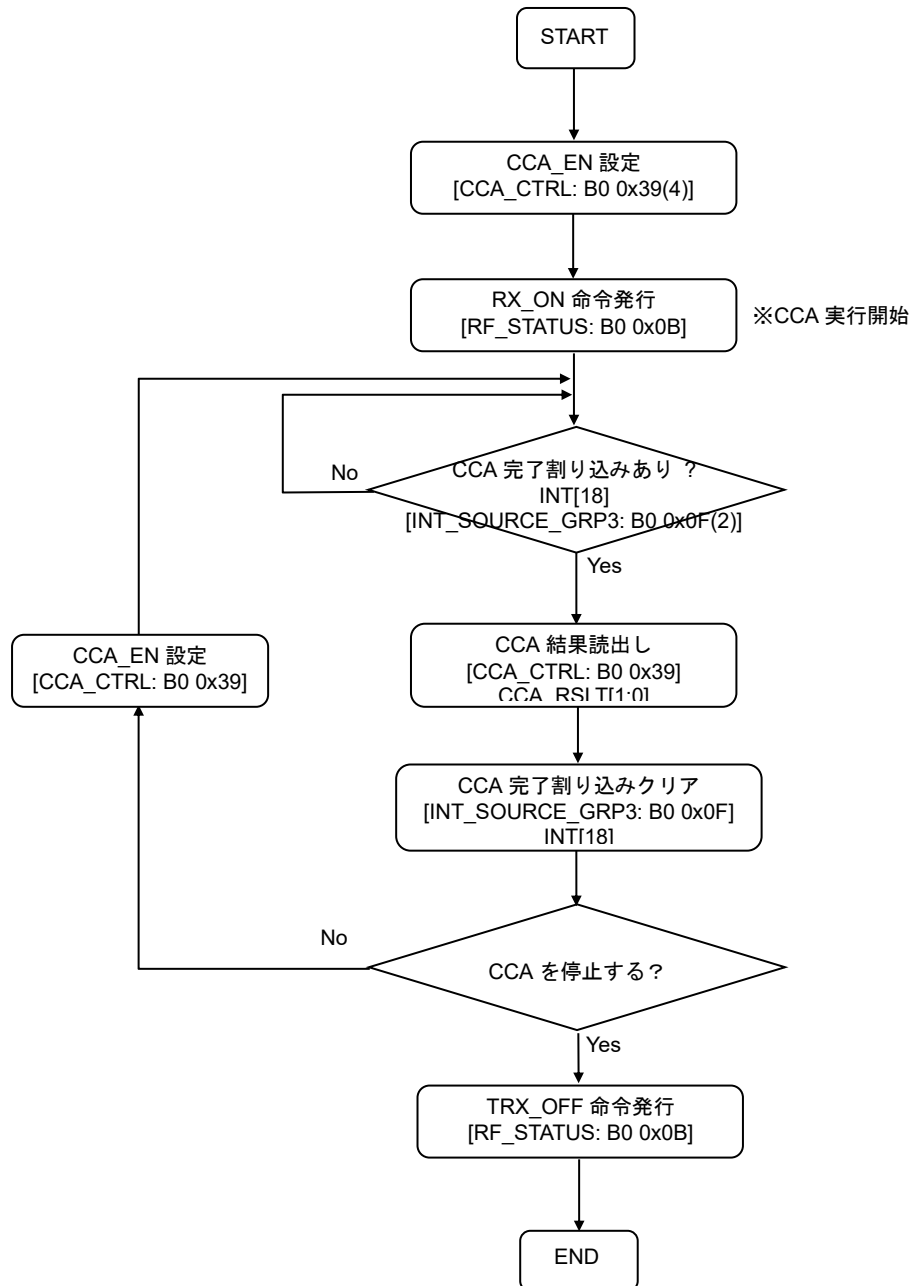 START
CCA_EN 設定
[CCA_CTRL: B0 0x39(4)]
RX_ON 命令発行
[RF_STATUS: B0 0x0B]
※CCA 実行開始
No
CCA 完了割り込みあり ?
INT[18]
[INT_SOURCE_GRP3: B0 0x0F(2)]
Yes
CCA_EN 設定
[CCA_CTRL: B0 0x39]
CCA 結果読出し
[CCA_CTRL: B0 0x39]
CCA_RSLT[1:0]
CCA 完了割り込みクリア
[INT_SOURCE_GRP3: B0 0x0F]
INT[18]
No
CCA を停止する?
Yes
TRX_OFF 命令発行
[RF_STATUS: B0 0x0B]
END